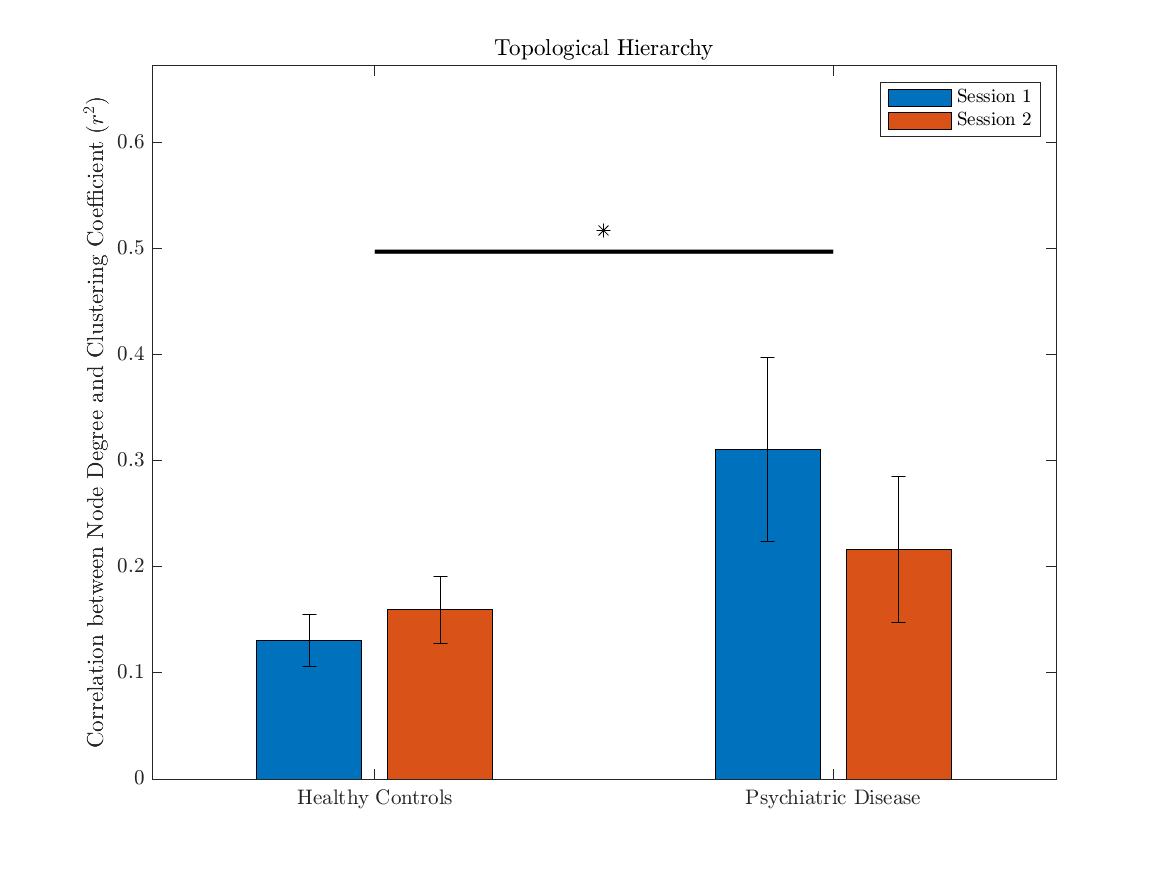 Topological Hierarchy
Session 1
Session 2
Correlation between Node Degree and Clustering Coefficient (r²)
0.6
0.5
0.4
0.3
0.2
0.1
0
*
Healthy Controls
Psychiatric Disease